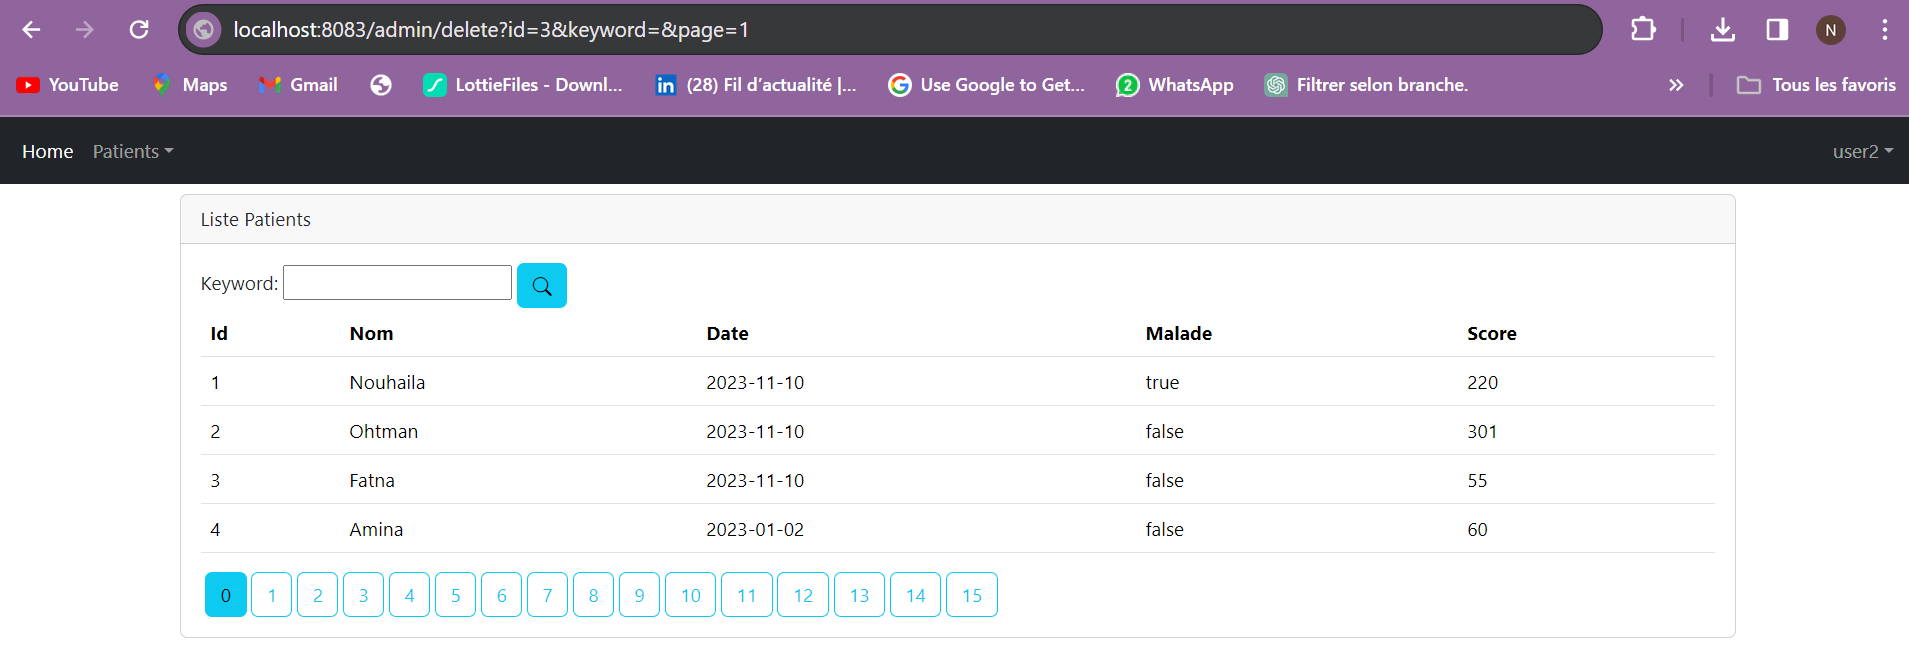 localhost:8083/admin/delete?id=3&keyword=&page=1 N
YouTube Maps Gmail LottieFiles - Downl... in (28) Fil d’actualité |... Use Google to Get... 2 WhatsApp Filtrer selon branche. » Tous les favoris
Home Patients user2
Liste Patients
Keyword:
Id Nom Date Malade Score
1 Nouhaila 2023-11-10 true 220
2 Ohtman 2023-11-10 false 301
3 Fatna 2023-11-10 false 55
4 Amina 2023-01-02 false 60
0 1 2 3 4 5 6 7 8 9 10 11 12 13 14 15